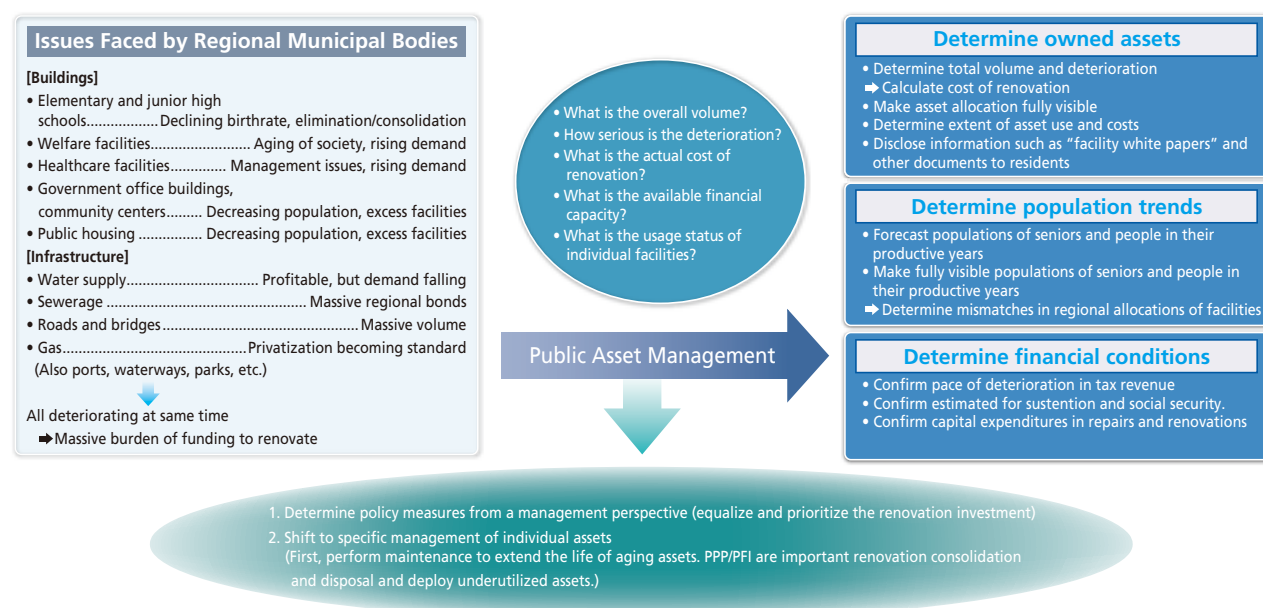 Issues Faced by Regional Municipal Bodies
[Buildings]
• Elementary and junior high
schools.................Declining birthrate, elimination/consolidation
• Welfare facilities....................... Aging of society, rising demand
• Healthcare facilities............. Management issues, rising demand
• Government office buildings,
community centers......... Decreasing population, excess facilities
• Public housing ............... Decreasing population, excess facilities
[Infrastructure]
• Water supply............................... Profitable, but demand falling
• Sewerage ............................................... Massive regional bonds
• Roads and bridges.............................................. Massive volume
• Gas...........................................Privatization becoming standard
(Also ports, waterways, parks, etc.)
All deteriorating at same time
➡Massive burden of funding to renovate
• What is the overall volume?
• How serious is the deterioration?
• What is the actual cost of
renovation?
• What is the available financial
capacity?
• What is the usage status of
individual facilities?
Public Asset Management
Determine owned assets
• Determine total volume and deterioration
➡ Calculate cost of renovation
• Make asset allocation fully visible
• Determine extent of asset use and costs
• Disclose information such as “facility white papers” and
other documents to residents
Determine population trends
• Forecast populations of seniors and people in their
productive years
• Make fully visible populations of seniors and people in
their productive years
➡ Determine mismatches in regional allocations of facilities
Determine financial conditions
• Confirm pace of deterioration in tax revenue
• Confirm estimated for sustention and social security.
• Confirm capital expenditures in repairs and renovations
1. Determine policy measures from a management perspective (equalize and prioritize the renovation investment)
2. Shift to specific management of individual assets
(First, perform maintenance to extend the life of aging assets. PPP/PFI are important renovation consolidation
and disposal and deploy underutilized assets.)